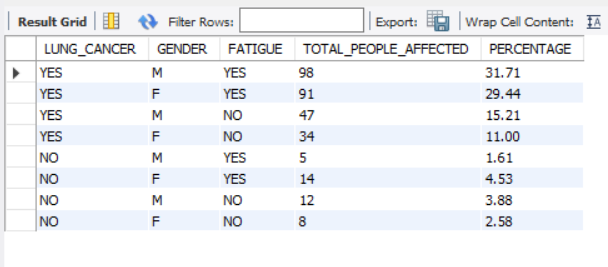 Result Grid Filter Rows: Export: Wrap Cell Content:
LUNG_CANCER GENDER FATIGUE TOTAL_PEOPLE_AFFECTED PERCENTAGE
YES M YES 98 31.71
YES F YES 91 29.44
YES M NO 47 15.21
YES F NO 34 11.00
NO M YES 5 1.61
NO F YES 14 4.53
NO M NO 12 3.88
NO F NO 8 2.58